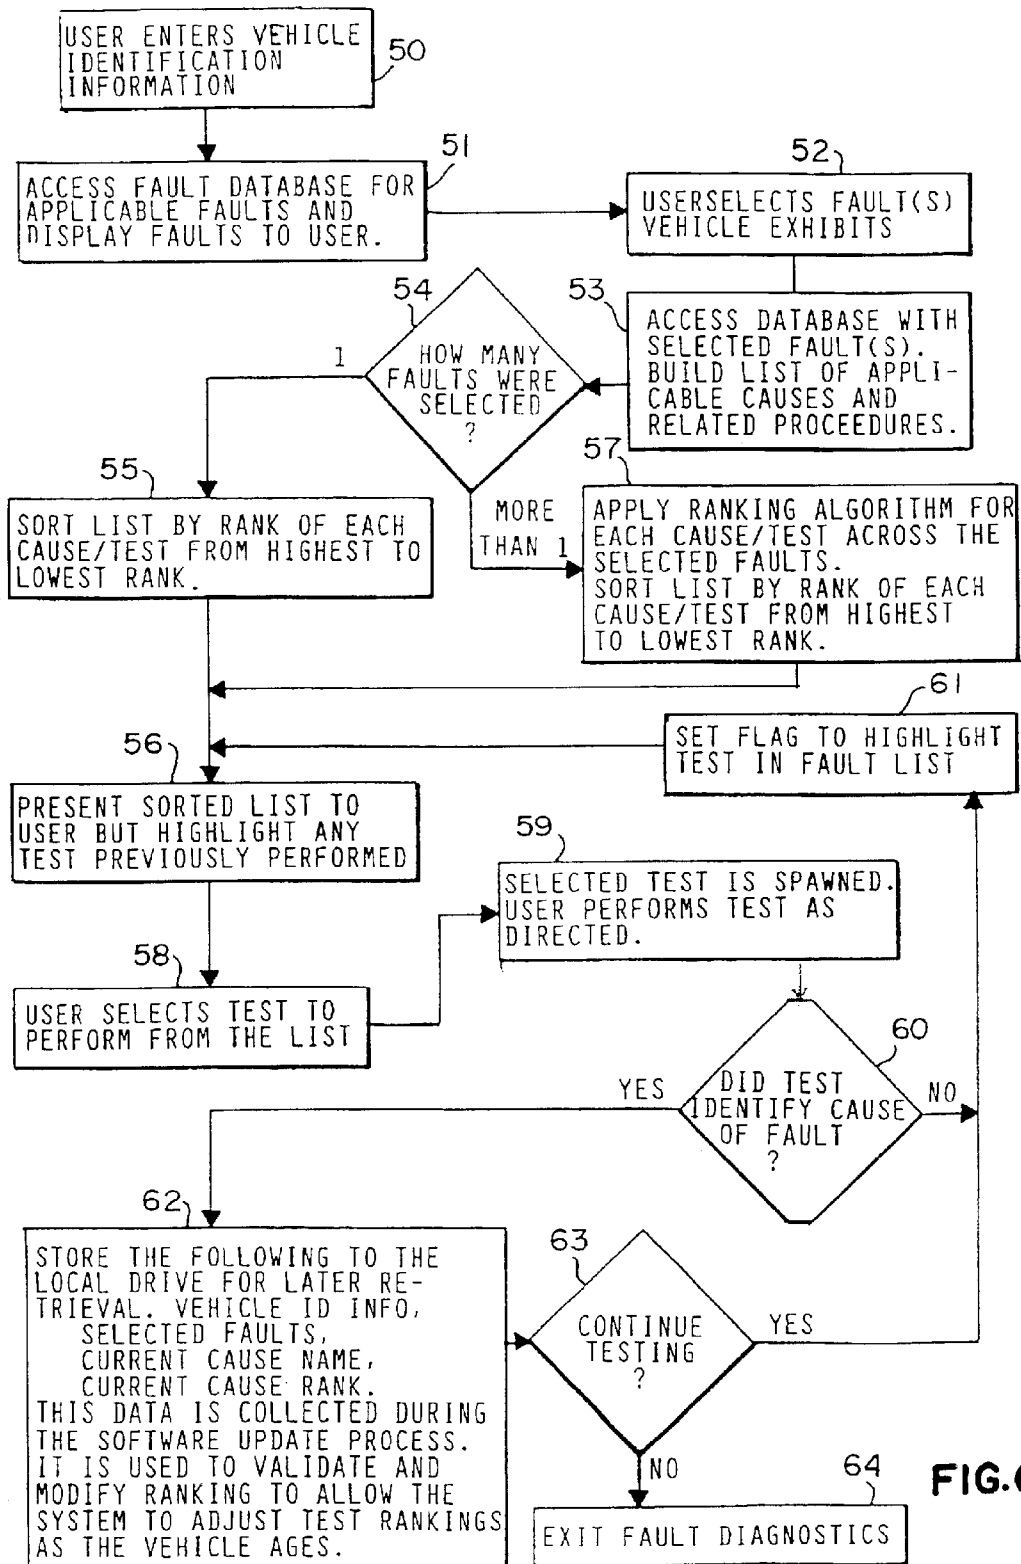 USER ENTERS VEHICLE
IDENTIFICATION
INFORMATION
50
51
ACCESS FAULT DATABASE FOR
APPLICABLE FAULTS AND
DISPLAY FAULTS TO USER.
52
USERSELECTS FAULT(S)
VEHICLE EXHIBITS
53
ACCESS DATABASE WITH
SELECTED FAULT(S).
BUILD LIST OF APPLI-
CABLE CAUSES AND
RELATED PROCEEDURES.
54
HOW MANY
FAULTS WERE
SELECTED
?
1
MORE
THAN 1
55
SORT LIST BY RANK OF EACH
CAUSE/TEST FROM HIGHEST TO
LOWEST RANK.
57
APPLY RANKING ALGORITHM FOR
EACH CAUSE/TEST ACROSS THE
SELECTED FAULTS.
SORT LIST BY RANK OF EACH
CAUSE/TEST FROM HIGHEST
TO LOWEST RANK.
61
SET FLAG TO HIGHLIGHT
TEST IN FAULT LIST
56
PRESENT SORTED LIST TO
USER BUT HIGHLIGHT ANY
TEST PREVIOUSLY PERFORMED
58
USER SELECTS TEST TO
PERFORM FROM THE LIST
59
SELECTED TEST IS SPAWNED.
USER PERFORMS TEST AS
DIRECTED.
60
DID TEST
IDENTIFY CAUSE
OF FAULT
?
YES
NO
62
STORE THE FOLLOWING TO THE
LOCAL DRIVE FOR LATER RE-
TRIEVAL. VEHICLE ID INFO,
SELECTED FAULTS,
CURRENT CAUSE NAME,
CURRENT CAUSE RANK.
THIS DATA IS COLLECTED DURING
THE SOFTWARE UPDATE PROCESS.
IT IS USED TO VALIDATE AND
MODIFY RANKING TO ALLOW THE
SYSTEM TO ADJUST TEST RANKINGS
AS THE VEHICLE AGES.
63
CONTINUE
TESTING
?
YES
NO
64
EXIT FAULT DIAGNOSTICS
FIG.